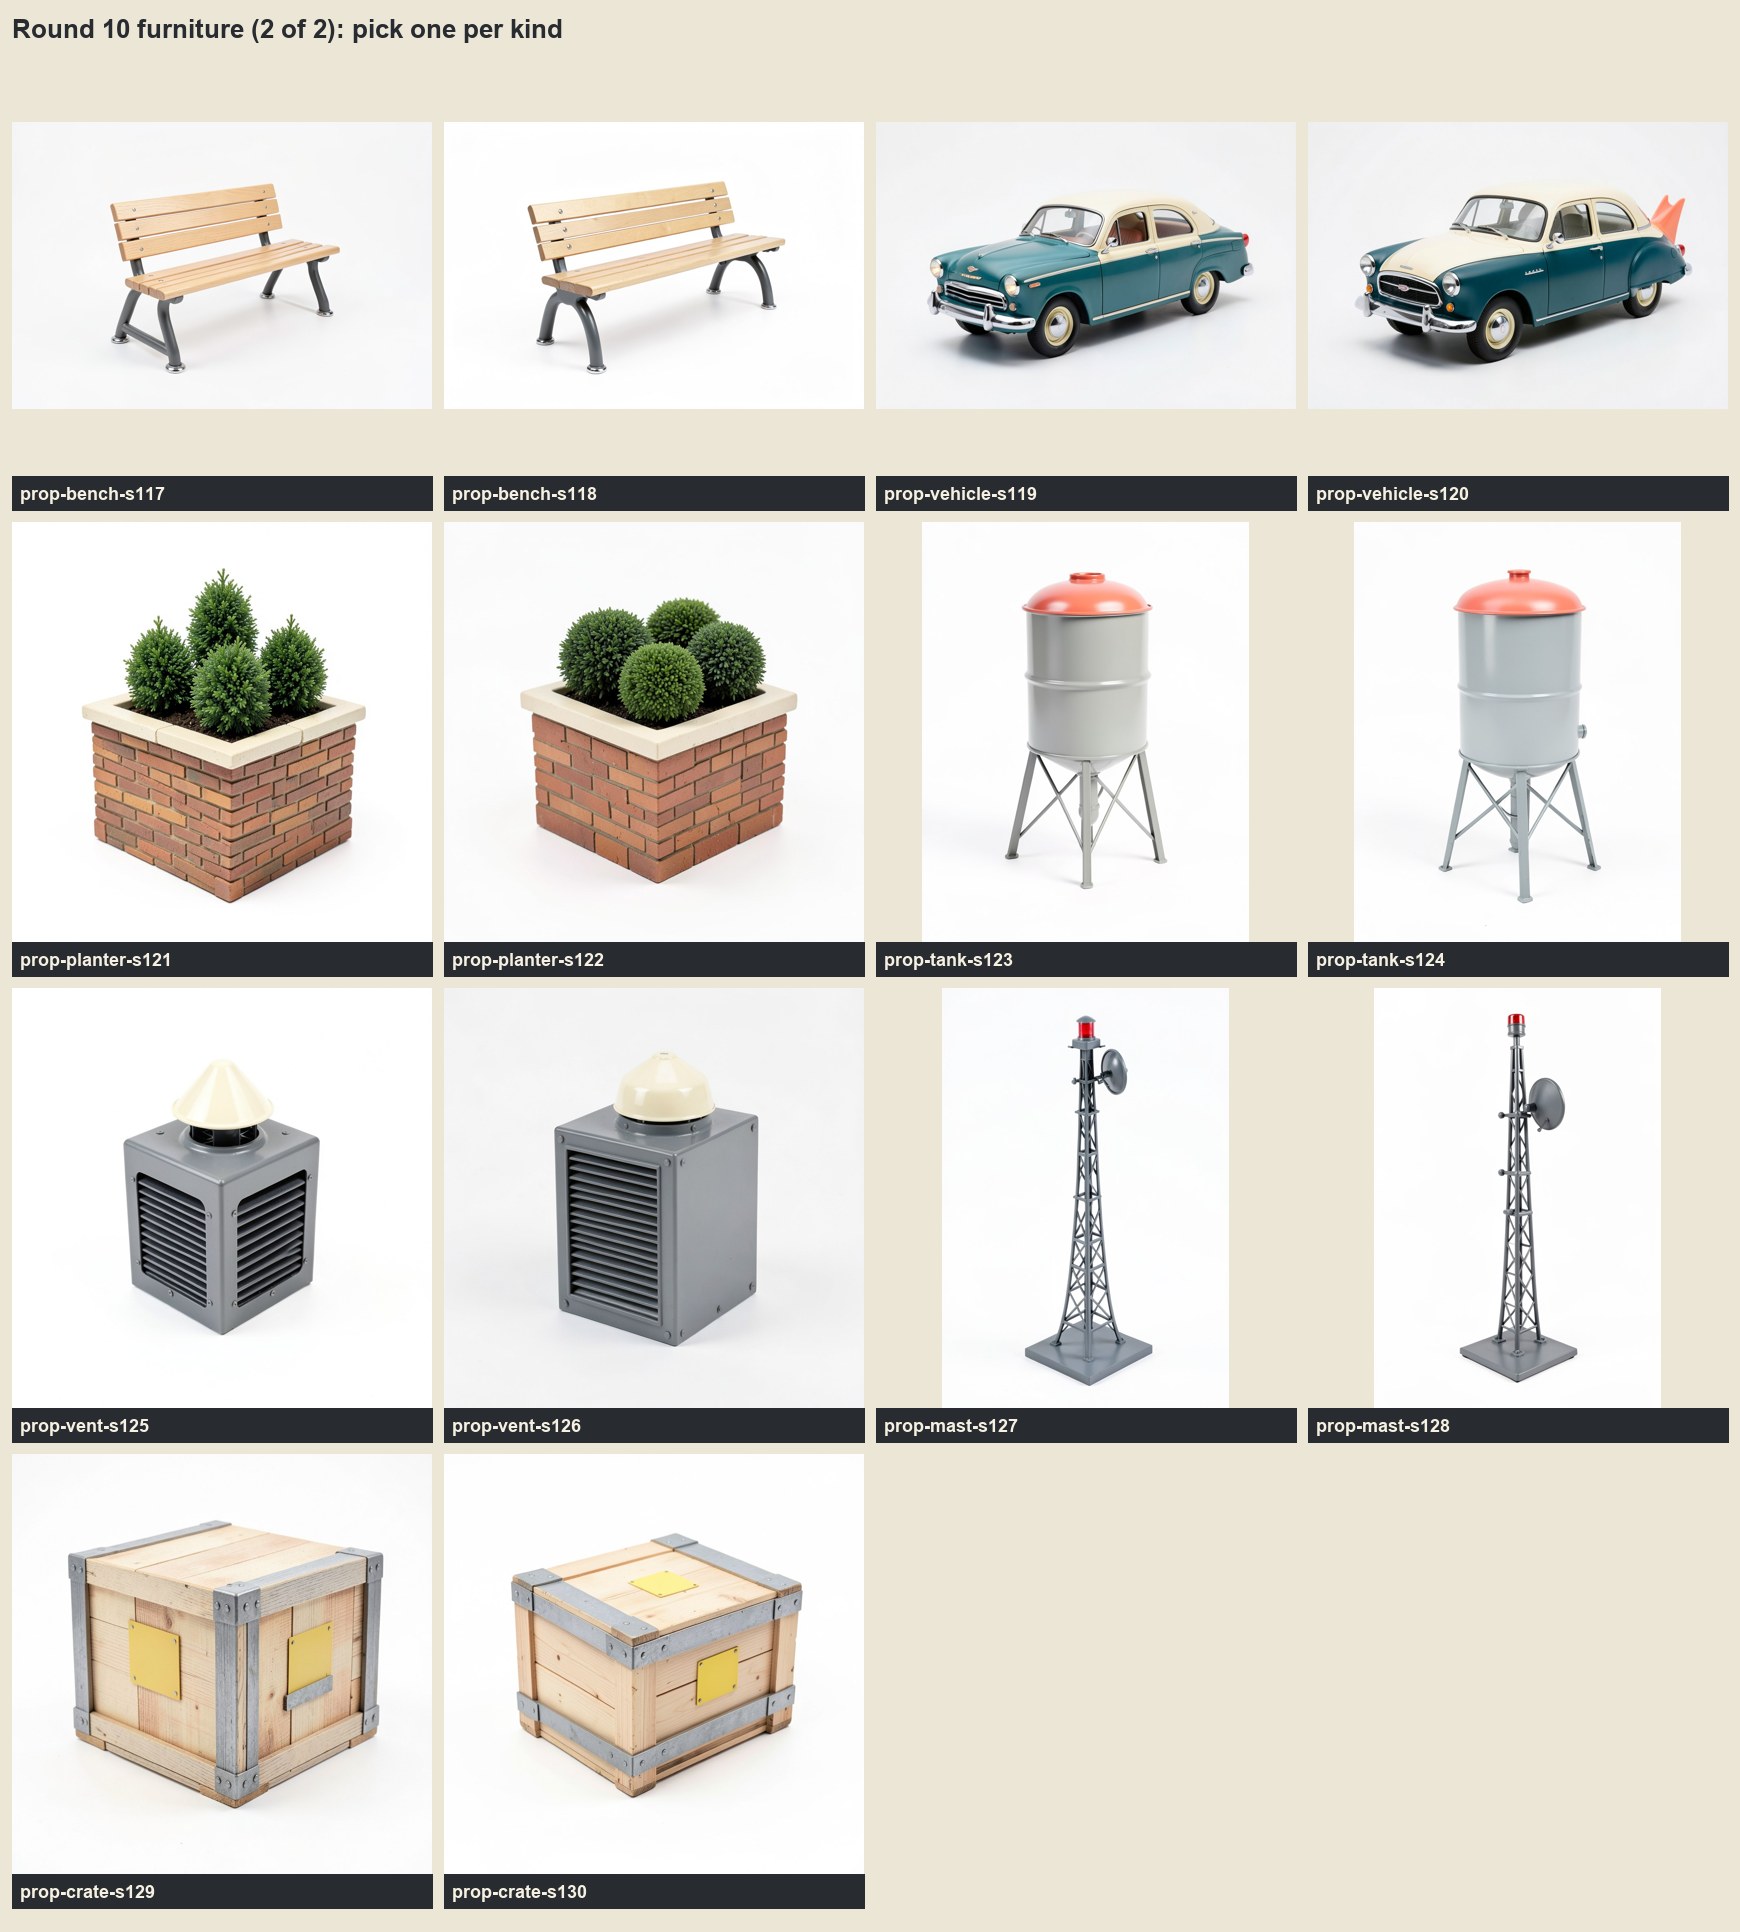 Round 10 furniture (2 of 2): pick one per kind
prop-bench-s117
prop-bench-s118
prop-vehicle-s119
prop-vehicle-s120
prop-planter-s121
prop-planter-s122
prop-tank-s123
prop-tank-s124
prop-vent-s125
prop-vent-s126
prop-mast-s127
prop-mast-s128
prop-crate-s129
prop-crate-s130